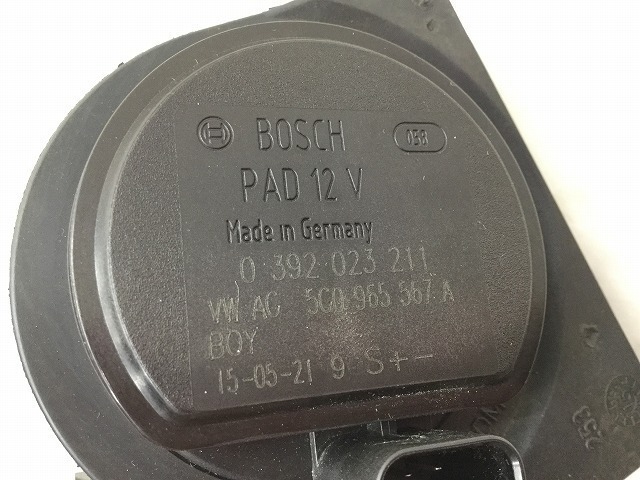 BOSCH 058
PAD 12 V
Made in Germany
0 392 023 211
VW AG 5C0 965 567 A
BQY
15-05-21 9 S+-